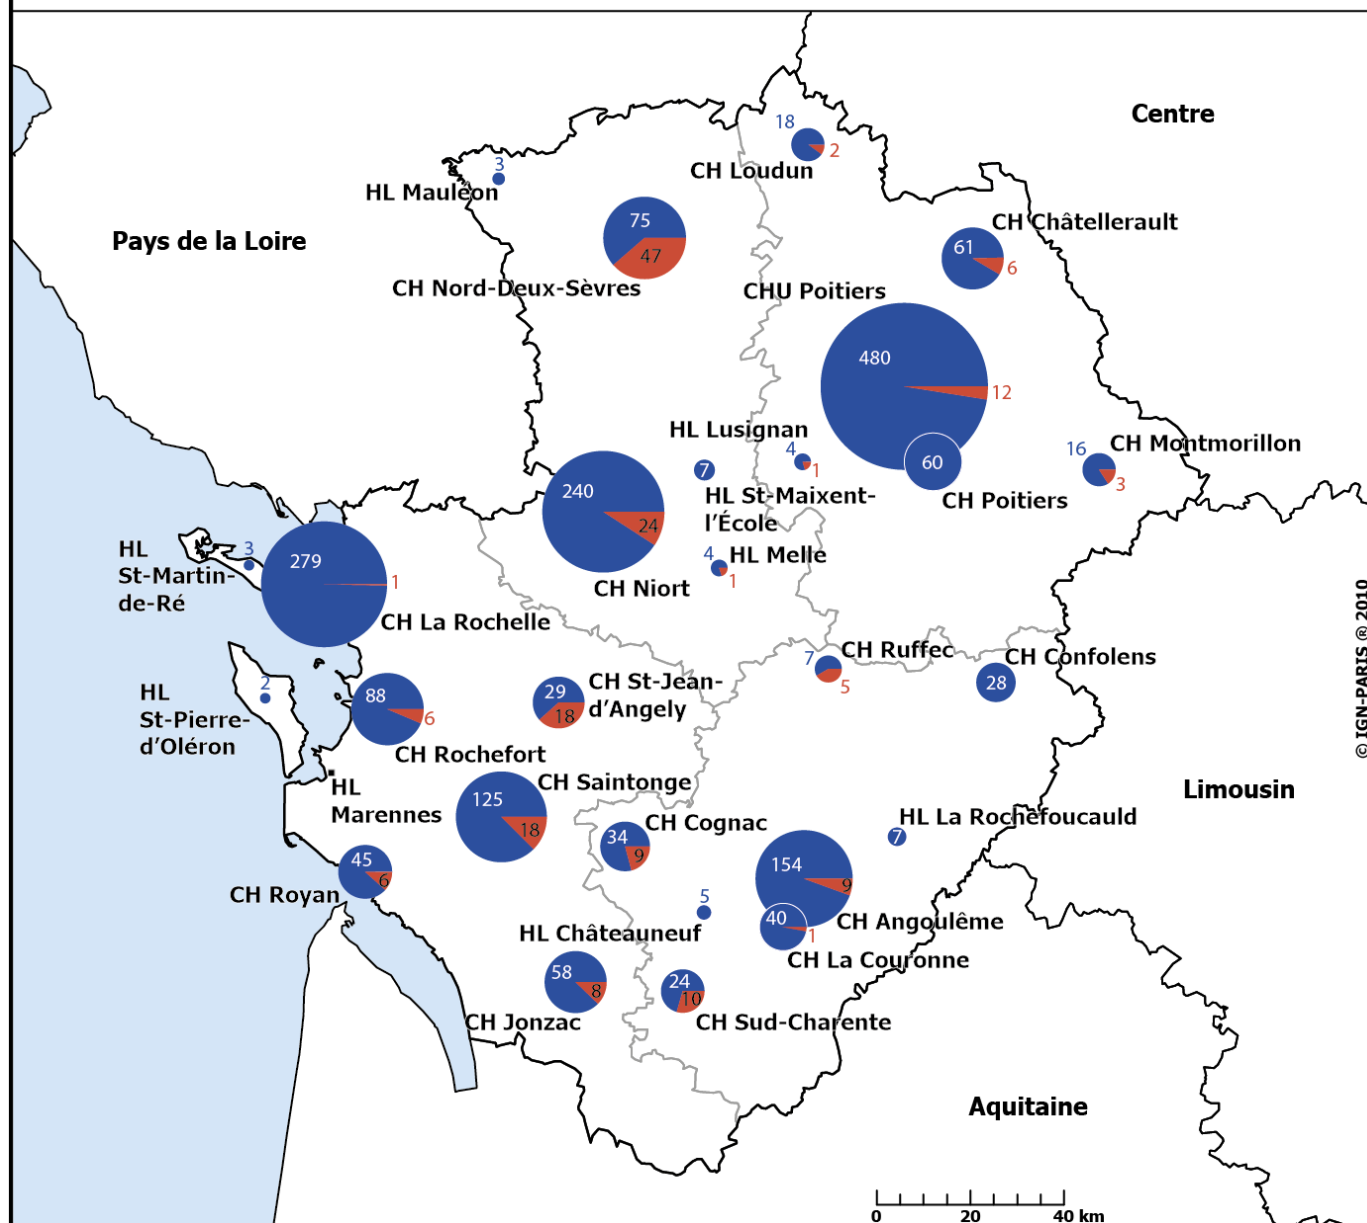 Centre
18
2
CH Loudun
3
HL Mauléon
CH Châtellerault
61
6
Pays de la Loire
75
47
CH Nord-Deux-Sèvres
CHU Poitiers
480
12
HL Lusignan
4
1
16
CH Montmorillon
3
60
CH Poitiers
7
HL St-Maixent-
l’École
240
24
CH Niort
4
HL Melle
1
HL
St-Martin-
de-Ré
3
279
1
CH La Rochelle
7
CH Ruffec
5
CH Confolens
28
HL
St-Pierre-
d’Oléron
2
88
6
CH Rochefort
29
18
CH St-Jean-
d’Angely
© IGN-PARIS ® 2010
HL
Marennes
CH Saintonge
125
18
Limousin
CH Cognac
34
9
HL La Rochefoucauld
7
154
9
CH Angoulême
45
6
CH Royan
5
HL Châteauneuf
40
1
CH La Couronne
58
8
CH Jonzac
24
10
CH Sud-Charente
Aquitaine
0 20 40 km